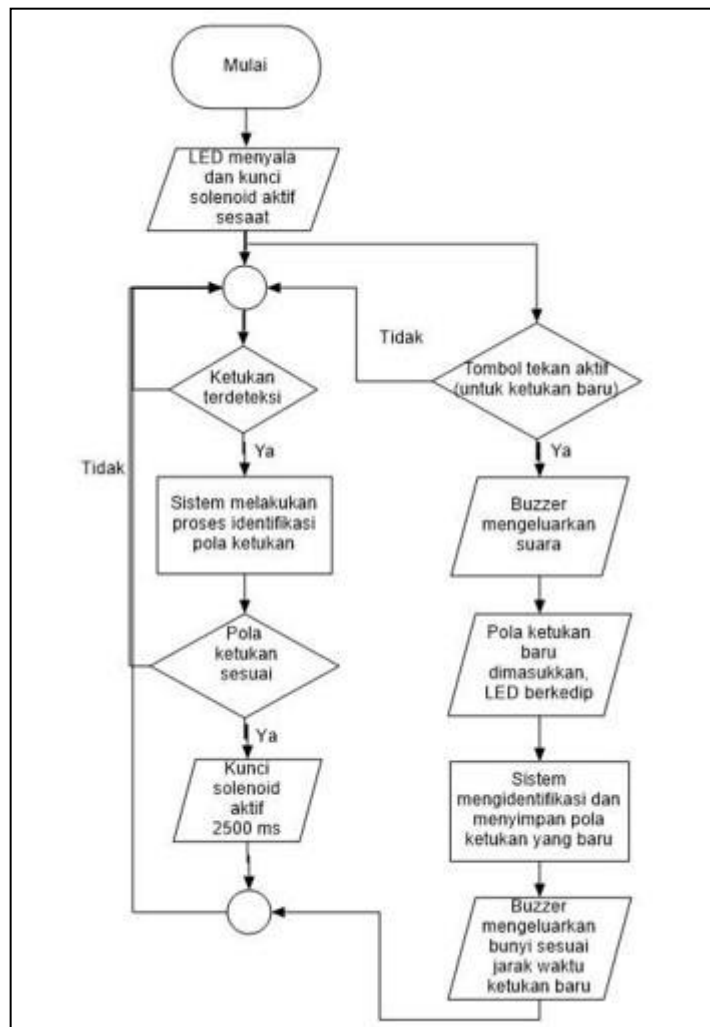 Mulai
LED menyala
dan kunci
solenoid aktif
sesaat
Tidak
Ketukan
terdeteksi
Tombol tekan aktif
(untuk ketukan baru)
Ya
Ya
Tidak
Sistem melakukan
proses identifikasi
pola ketukan
Buzzer
mengeluarkan
suara
Pola
ketukan
sesuai
Pola ketukan
baru
dimasukkan,
LED berkedip
Ya
Kunci
solenoid
aktif
2500 ms
Sistem
mengidentifikasi dan
menyimpan pola
ketukan yang baru
Buzzer
mengeluarkan
bunyi sesuai
jarak waktu
ketukan baru